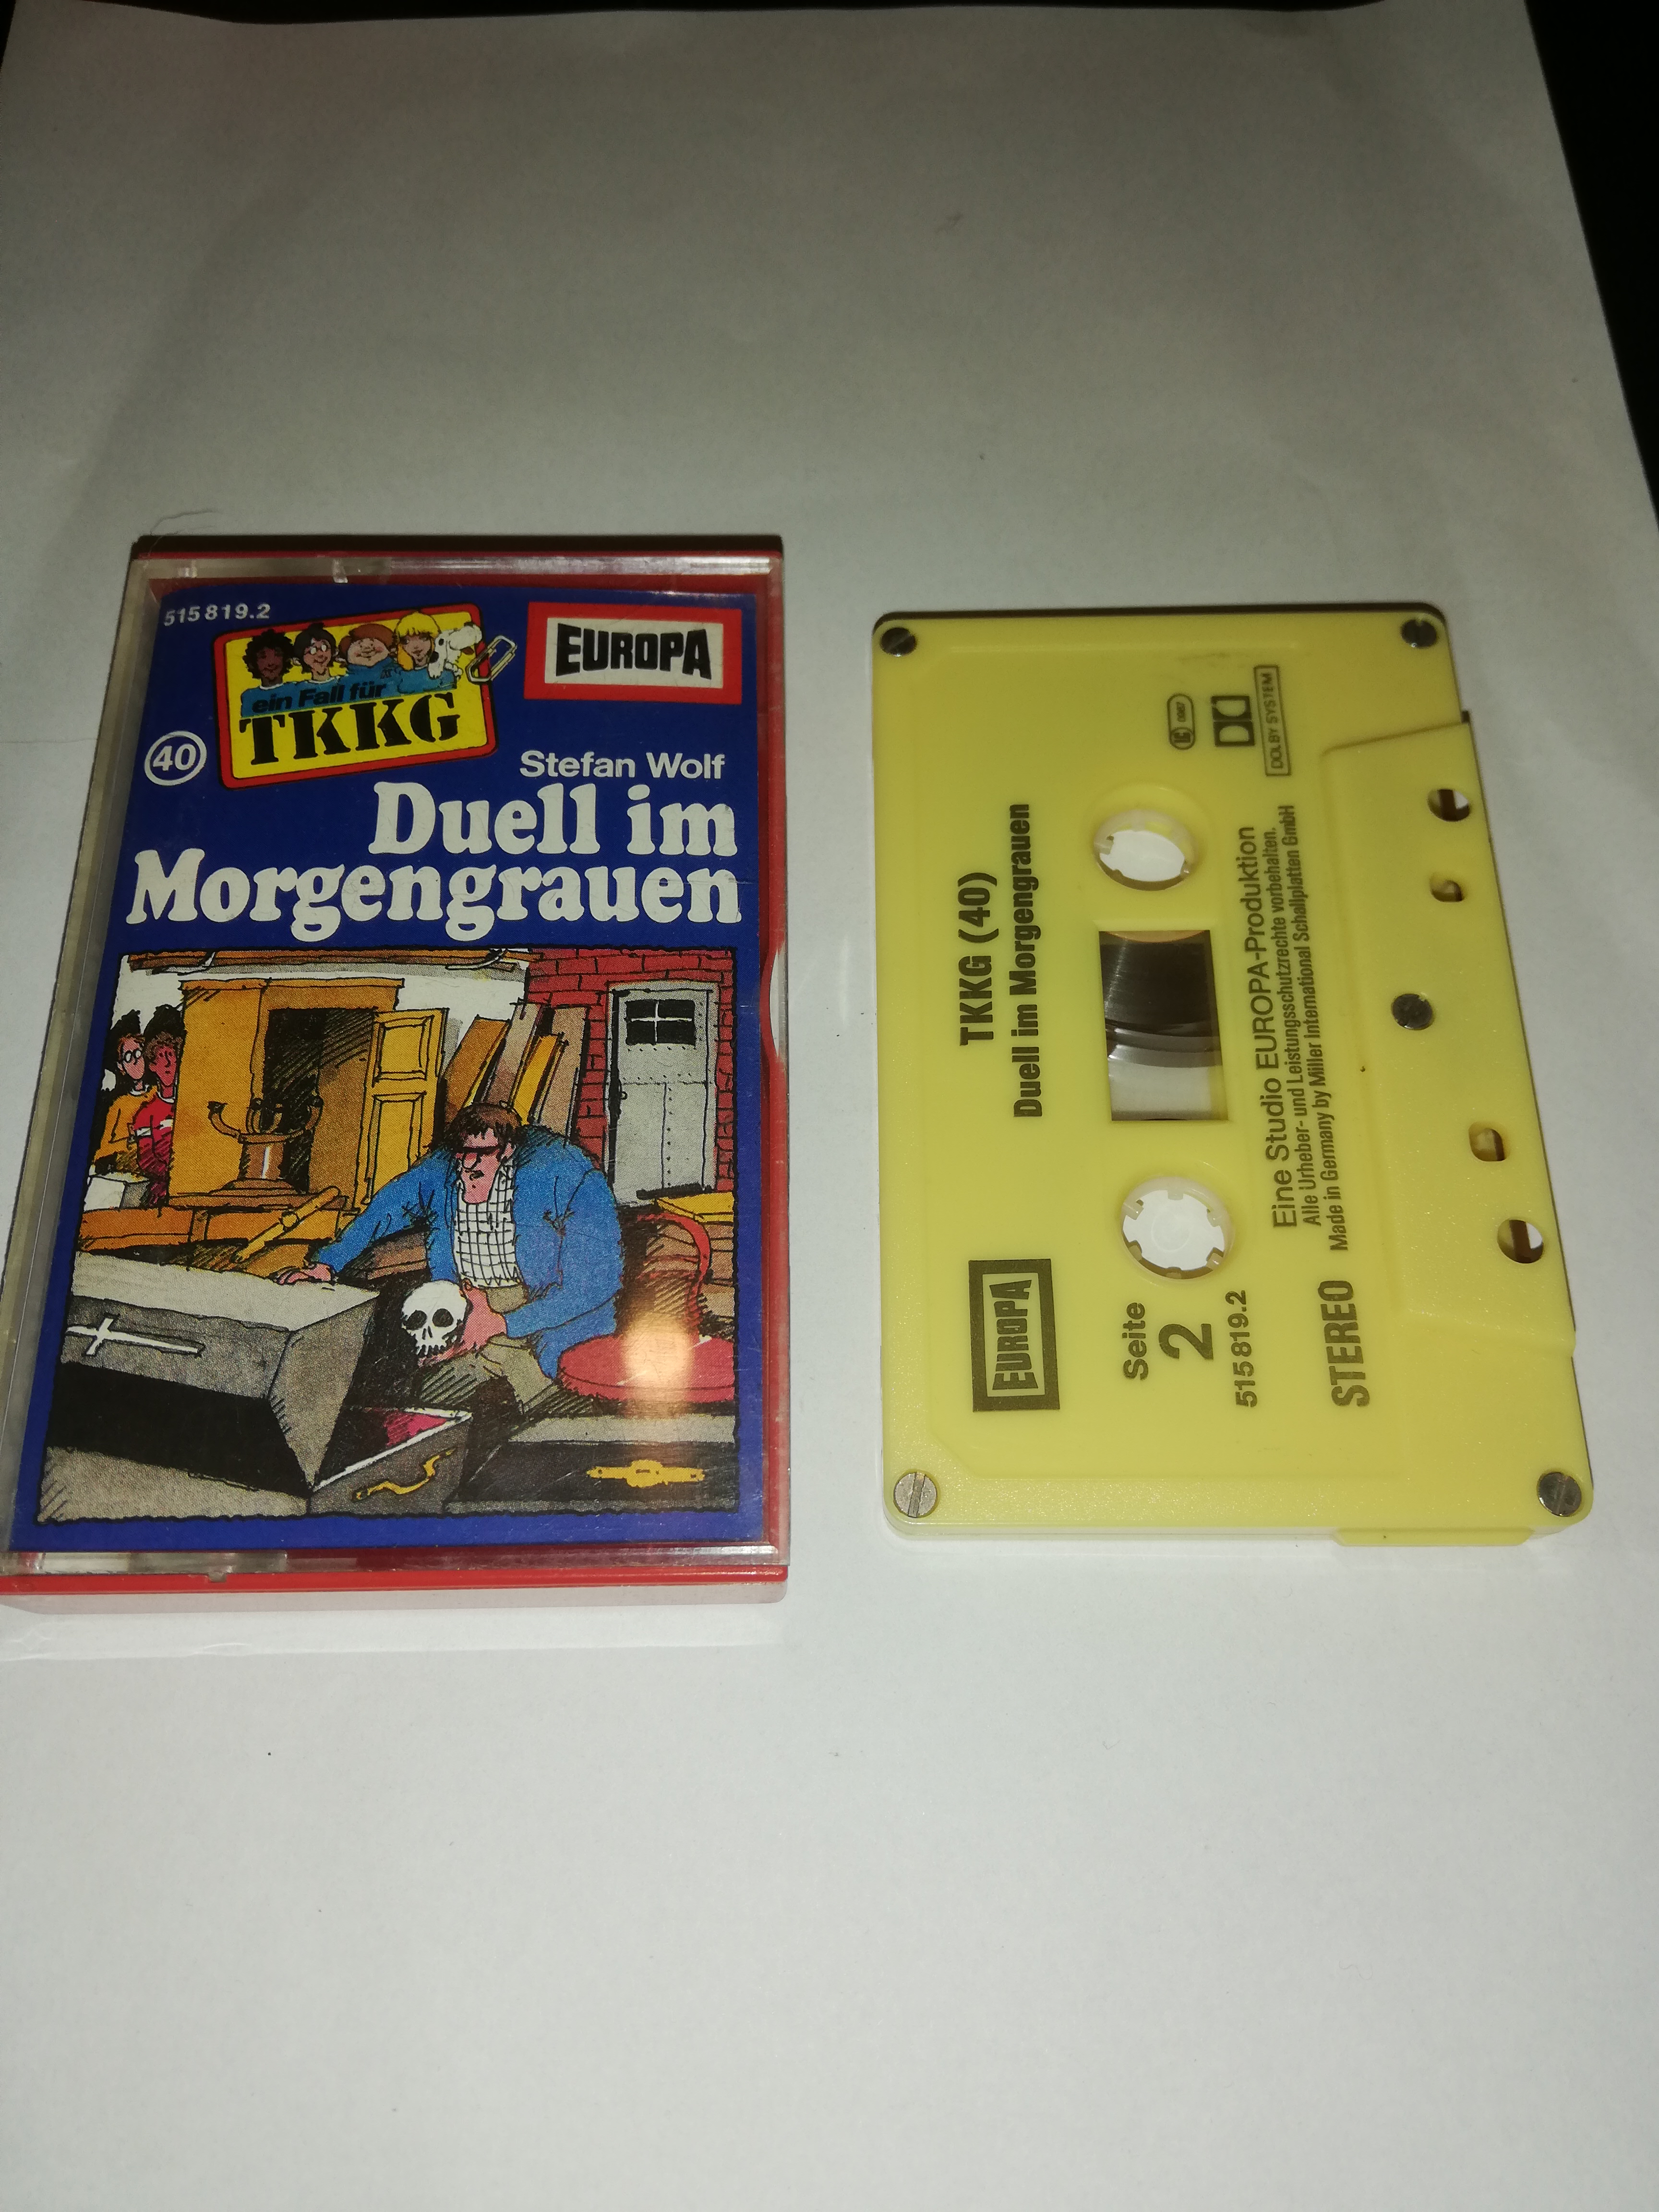 515 819.2
ein Fall für
TKKG
EUROPA
40
Stefan Wolf
Duell im
Morgengrauen
TKKG (40)
Duell im Morgengrauen
EUROPA
Seite
2
515 819.2
LC 0067
DOLBY SYSTEM
Eine Studio EUROPA-Produktion
Alle Urheber- und Leistungsschutzrechte vorbehalten.
Made in Germany by Miller International Schallplatten GmbH
STEREO